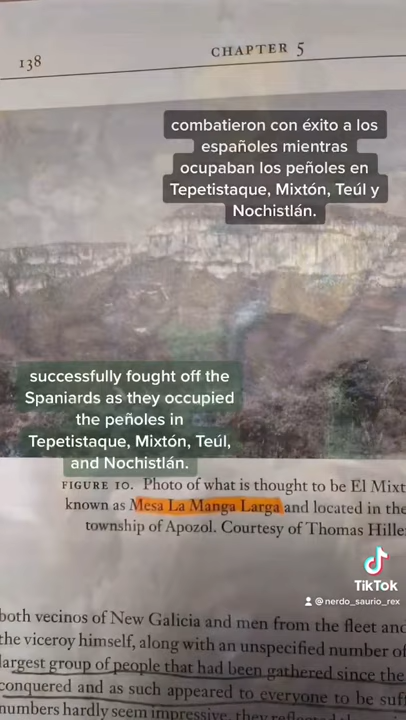 138
CHAPTER 5
combatieron con éxito a los
españoles mientras
ocupaban los peñoles en
Tepetistaque, Mixtón, Teúl y
Nochistlán.
successfully fought off the
Spaniards as they occupied
the peñoles in
Tepetistaque, Mixtón, Teúl,
and Nochistlán.
FIGURE 10. Photo of what is thought to be El Mixt
known as Mesa La Manga Larga and located in the
township of Apozol. Courtesy of Thomas Hille
TikTok
@nerdo_saurio_rex
both vecinos of New Galicia and men from the fleet and
the viceroy himself, along with an unspecified number of
largest group of people that had been gathered since the
conquered and as such appeared to everyone to be suf
numbers hardly seem impressive, they